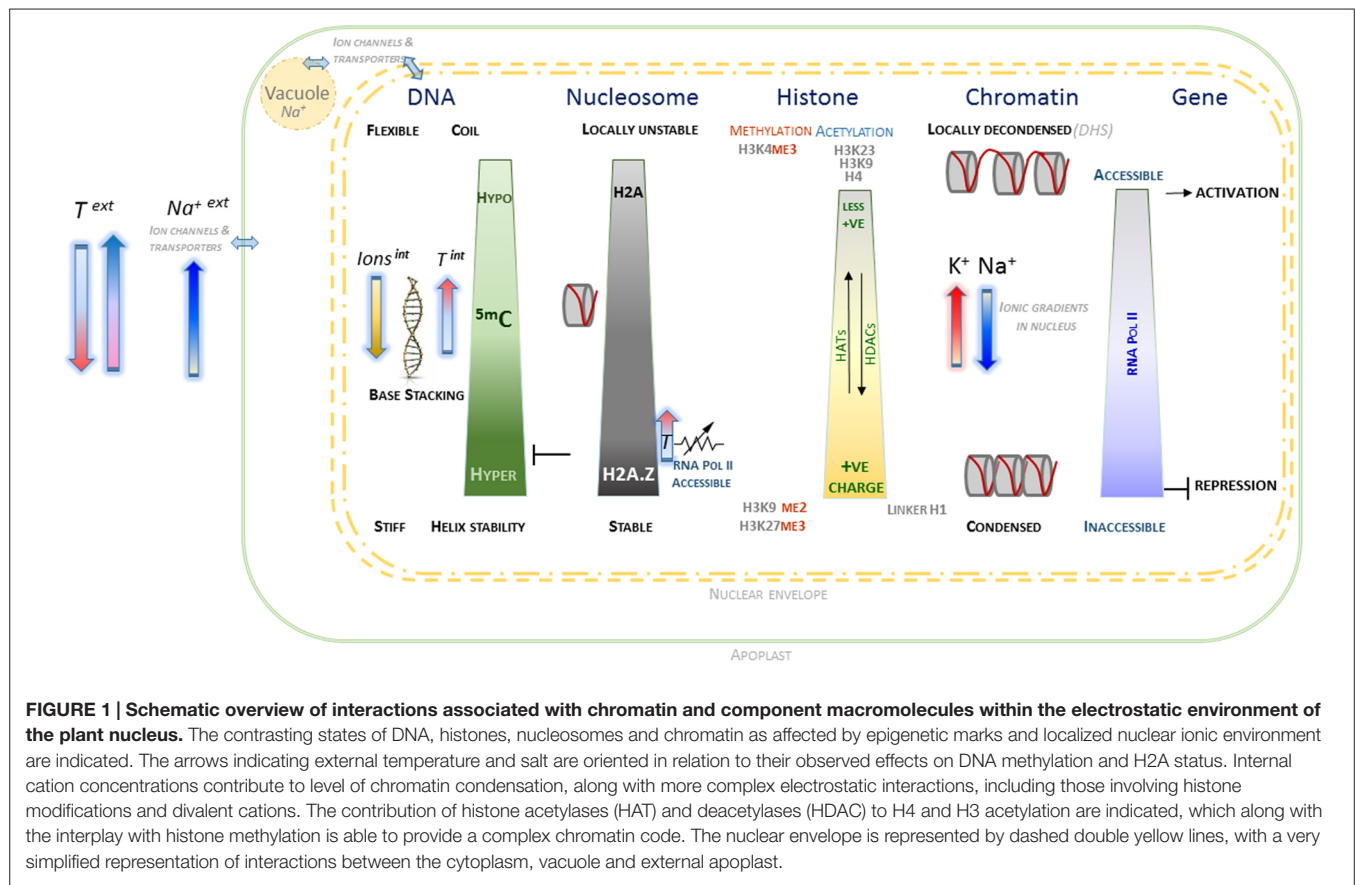 ION CHANNELS &
TRANSPORTERS
Vacuole
Na⁺
DNA
Nucleosome
Histone
Chromatin
Gene
FLEXIBLE
COIL
LOCALLY UNSTABLE
METHYLATION
H3K4ME3
ACETYLATION
H3K23
H3K9
H4
LOCALLY DECONDENSED (DHS)
ACCESSIBLE
ACTIVATION
T ext
Na⁺ ext
ION CHANNELS &
TRANSPORTERS
HYPO
H2A
LESS
+VE
Ions int
T int
5mC
HATs
HDACs
K⁺ Na⁺
IONIC GRADIENTS
IN NUCLEUS
RNA POL II
BASE STACKING
HYPER
H2A.Z
T
RNA POL II
ACCESSIBLE
+VE
CHARGE
REPRESSION
H3K9 ME2
H3K27ME3
LINKER H1
STIFF
HELIX STABILITY
STABLE
CONDENSED
INACCESSIBLE
NUCLEAR ENVELOPE
APOPLAST
FIGURE 1 | Schematic overview of interactions associated with chromatin and component macromolecules within the electrostatic environment of
the plant nucleus. The contrasting states of DNA, histones, nucleosomes and chromatin as affected by epigenetic marks and localized nuclear ionic environment
are indicated. The arrows indicating external temperature and salt are oriented in relation to their observed effects on DNA methylation and H2A status. Internal
cation concentrations contribute to level of chromatin condensation, along with more complex electrostatic interactions, including those involving histone
modifications and divalent cations. The contribution of histone acetylases (HAT) and deacetylases (HDAC) to H4 and H3 acetylation are indicated, which along with
the interplay with histone methylation is able to provide a complex chromatin code. The nuclear envelope is represented by dashed double yellow lines, with a very
simplified representation of interactions between the cytoplasm, vacuole and external apoplast.